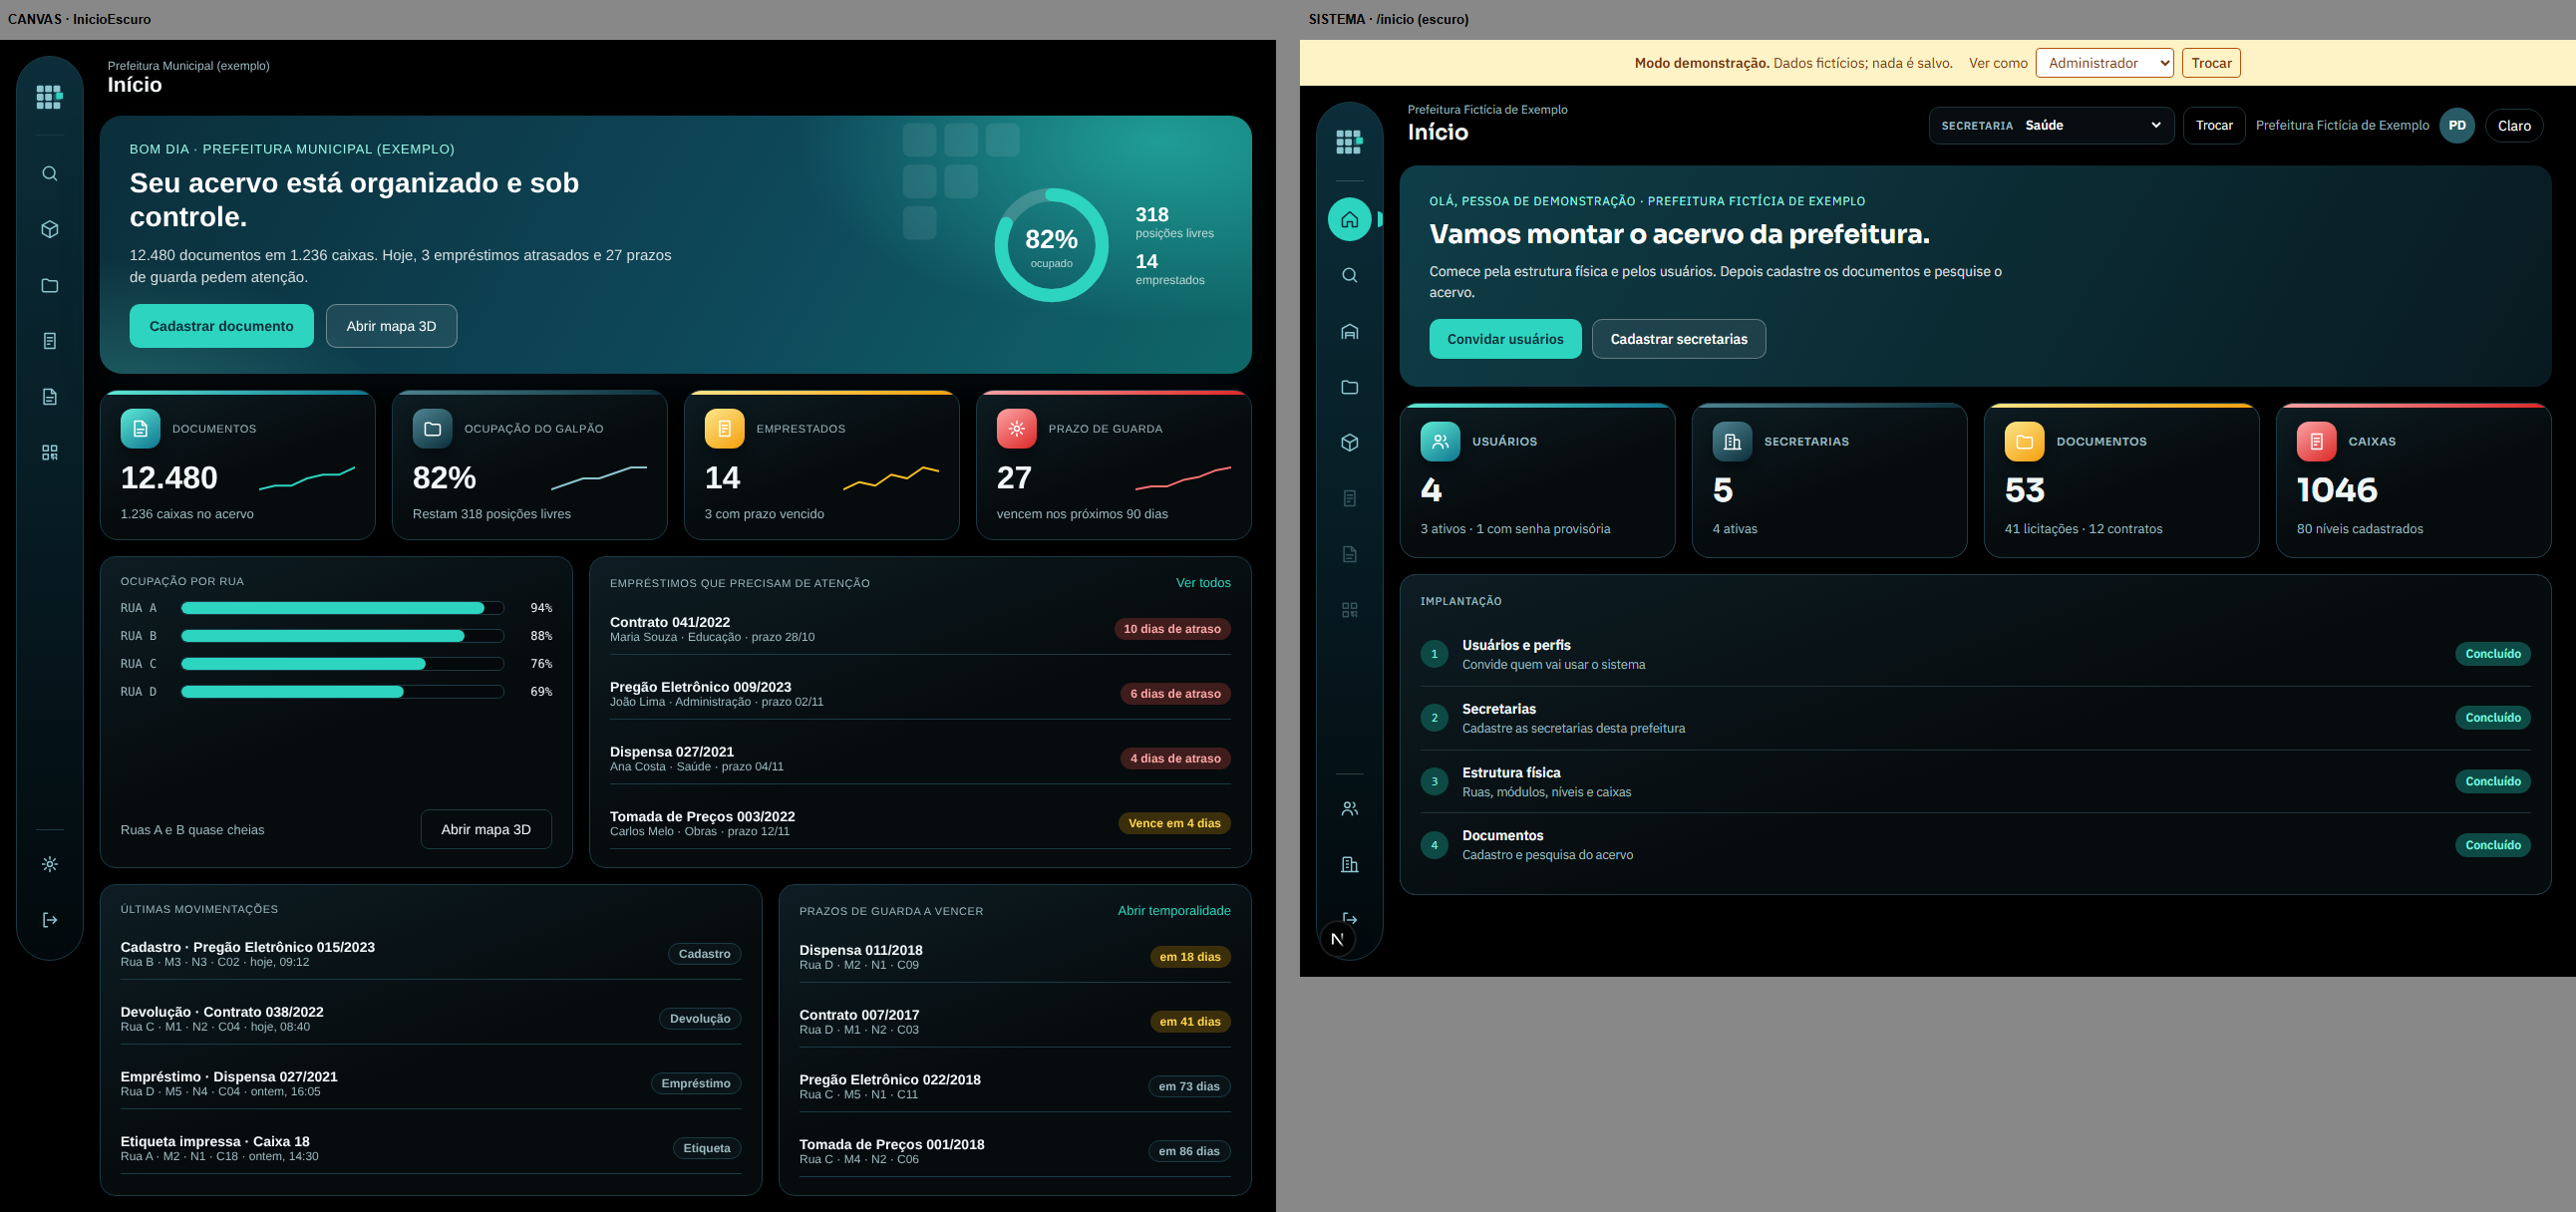 CANVAS · InicioEscuro
Prefeitura Municipal (exemplo)
Início
BOM DIA · PREFEITURA MUNICIPAL (EXEMPLO)
Seu acervo está organizado e sob
controle.
12.480 documentos em 1.236 caixas. Hoje, 3 empréstimos atrasados e 27 prazos
de guarda pedem atenção.
Cadastrar documento
Abrir mapa 3D
82%
ocupado
318
posições livres
14
emprestados
DOCUMENTOS
12.480
1.236 caixas no acervo
OCUPAÇÃO DO GALPÃO
82%
Restam 318 posições livres
EMPRESTADOS
14
3 com prazo vencido
PRAZO DE GUARDA
27
vencem nos próximos 90 dias
OCUPAÇÃO POR RUA
RUA A 94%
RUA B 88%
RUA C 76%
RUA D 69%
Ruas A e B quase cheias
Abrir mapa 3D
EMPRÉSTIMOS QUE PRECISAM DE ATENÇÃO
Ver todos
Contrato 041/2022
Maria Souza · Educação · prazo 28/10
10 dias de atraso
Pregão Eletrônico 009/2023
João Lima · Administração · prazo 02/11
6 dias de atraso
Dispensa 027/2021
Ana Costa · Saúde · prazo 04/11
4 dias de atraso
Tomada de Preços 003/2022
Carlos Melo · Obras · prazo 12/11
Vence em 4 dias
ÚLTIMAS MOVIMENTAÇÕES
Cadastro · Pregão Eletrônico 015/2023
Rua B · M3 · N3 · C02 · hoje, 09:12
Cadastro
Devolução · Contrato 038/2022
Rua C · M1 · N2 · C04 · hoje, 08:40
Devolução
Empréstimo · Dispensa 027/2021
Rua D · M5 · N4 · C04 · ontem, 16:05
Empréstimo
Etiqueta impressa · Caixa 18
Rua A · M2 · N1 · C18 · ontem, 14:30
Etiqueta
PRAZOS DE GUARDA A VENCER
Abrir temporalidade
Dispensa 011/2018
Rua D · M2 · N1 · C09
em 18 dias
Contrato 007/2017
Rua D · M1 · N2 · C03
em 41 dias
Pregão Eletrônico 022/2018
Rua C · M5 · N1 · C11
em 73 dias
Tomada de Preços 001/2018
Rua C · M4 · N2 · C06
em 86 dias
SISTEMA · /inicio (escuro)
Modo demonstração. Dados fictícios; nada é salvo. Ver como Administrador Trocar
Prefeitura Fictícia de Exemplo
Início
SECRETARIA Saúde Trocar Prefeitura Fictícia de Exemplo PD Claro
OLÁ, PESSOA DE DEMONSTRAÇÃO · PREFEITURA FICTÍCIA DE EXEMPLO
Vamos montar o acervo da prefeitura.
Comece pela estrutura física e pelos usuários. Depois cadastre os documentos e pesquise o
acervo.
Convidar usuários
Cadastrar secretarias
USUÁRIOS
4
3 ativos · 1 com senha provisória
SECRETARIAS
5
4 ativas
DOCUMENTOS
53
41 licitações · 12 contratos
CAIXAS
1046
80 níveis cadastrados
IMPLANTAÇÃO
1
Usuários e perfis
Convide quem vai usar o sistema
Concluído
2
Secretarias
Cadastre as secretarias desta prefeitura
Concluído
3
Estrutura física
Ruas, módulos, níveis e caixas
Concluído
4
Documentos
Cadastro e pesquisa do acervo
Concluído
N